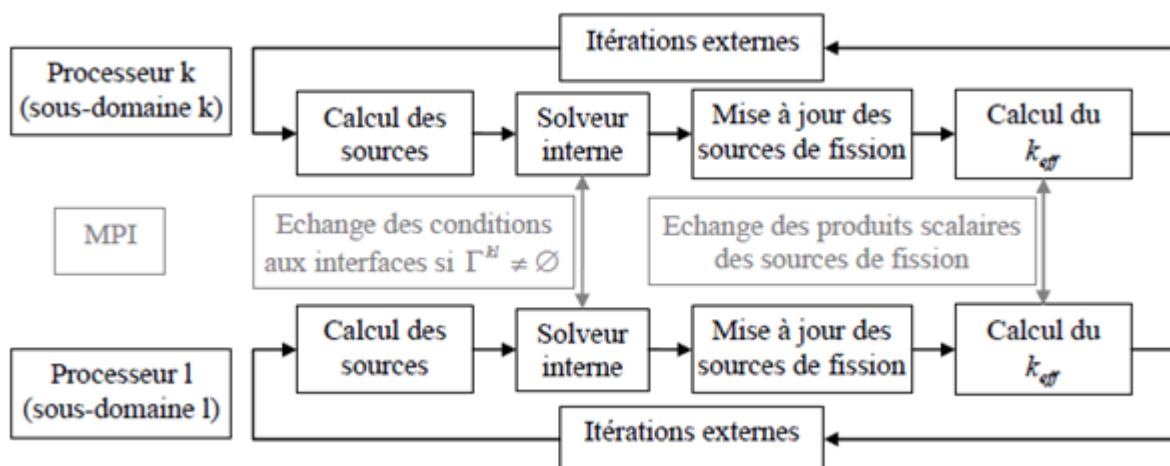 Itérations externes
Processeur k
(sous-domaine k)
Calcul des
sources
Solveur
interne
Mise à jour des
sources de fission
Calcul du
k_eff
MPI
Echange des conditions
aux interfaces si Γ^kl ≠ ∅
Echange des produits scalaires
des sources de fission
Processeur l
(sous-domaine l)
Calcul des
sources
Solveur
interne
Mise à jour des
sources de fission
Calcul du
k_eff
Itérations externes